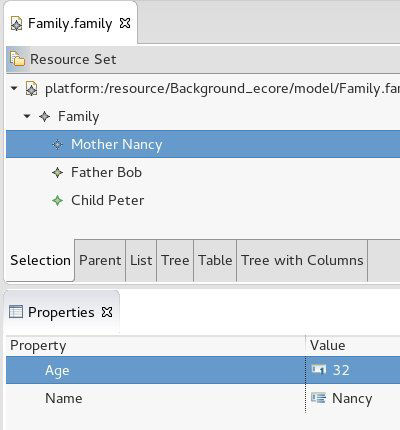 Family.family
Resource Set
platform:/resource/Background_ecore/model/Family.fam
Family
Mother Nancy
Father Bob
Child Peter
Selection Parent List Tree Table Tree with Columns
Properties
Property Value
Age 32
Name Nancy